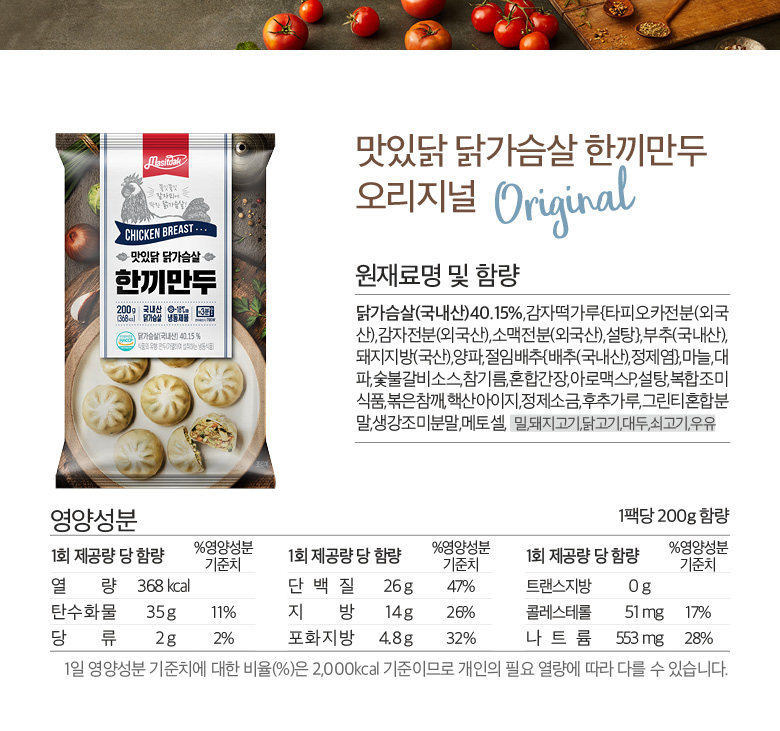 맛있닭 닭가슴살 한끼만두
오리지널 Original
Masitdak
CHICKEN BREAST ...
맛있닭 닭가슴살
한끼만두
200g
(368 kcal)
국내산
닭가슴살
-18℃이하
냉동제품
닭가슴살(국내산) 40.15 %
원재료명 및 함량
닭가슴살(국내산)40.15%,감자떡가루{타피오카전분(외국
산),감자전분(외국산),소맥전분(외국산),설탕},부추(국내산),
돼지지방(국산),양파,절임배추{배추(국내산),정제염},마늘,대
파,숯불갈비소스,참기름,혼합간장,아로맥스P,설탕,복합조미
식품,볶은참깨,핵산아이지,정제소금,후추가루,그린티혼합분
말,생강조미분말,메토셀, 밀,돼지고기,닭고기,대두,쇠고기,우유
영양성분
1팩당 200g 함량
1회 제공량 당 함량 %영양성분 기준치
열 량 368 kcal
탄수화물 35 g 11%
당 류 2 g 2%
1회 제공량 당 함량 %영양성분 기준치
단 백 질 26 g 47%
지 방 14 g 26%
포화지방 4.8 g 32%
1회 제공량 당 함량 %영양성분 기준치
트랜스지방 0 g
콜레스테롤 51 mg 17%
나 트 륨 553 mg 28%
1일 영양성분 기준치에 대한 비율(%)은 2,000kcal 기준이므로 개인의 필요 열량에 따라 다를 수 있습니다.